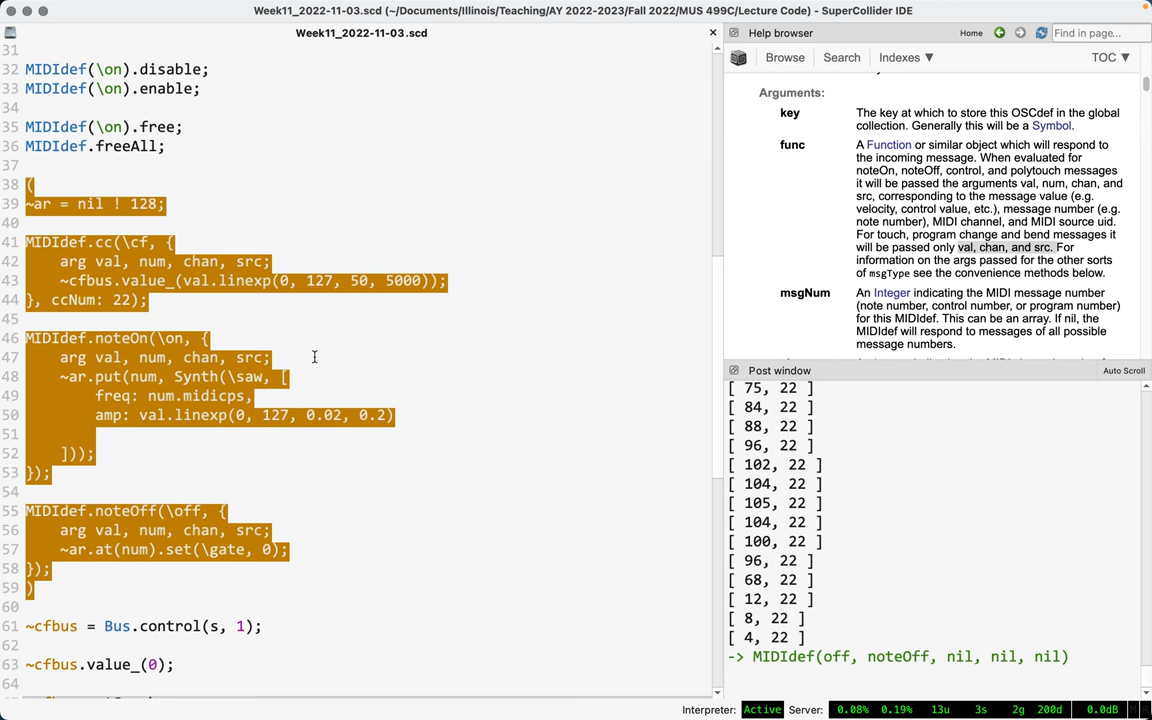 Week11_2022-11-03.scd (~/Documents/Illinois/Teaching/AY 2022-2023/Fall 2022/MUS 499C/Lecture Code) - SuperCollider IDE
Week11_2022-11-03.scd
31
32 MIDIdef(\on).disable;
33 MIDIdef(\on).enable;
34
35 MIDIdef(\on).free;
36 MIDIdef.freeAll;
37
38 (
39 ~ar = nil ! 128;
40
41 MIDIdef.cc(\cf, {
42 arg val, num, chan, src;
43 ~cfbus.value_(val.linexp(0, 127, 50, 5000));
44 }, ccNum: 22);
45
46 MIDIdef.noteOn(\on, {
47 arg val, num, chan, src;
48 ~ar.put(num, Synth(\saw, [
49 freq: num.midicps,
50 amp: val.linexp(0, 127, 0.02, 0.2)
51
52 ]));
53 });
54
55 MIDIdef.noteOff(\off, {
56 arg val, num, chan, src;
57 ~ar.at(num).set(\gate, 0);
58 });
59 )
60
61 ~cfbus = Bus.control(s, 1);
62
63 ~cfbus.value_(0);
64
Help browser
Home
Find in page...
Browse Search Indexes ▼ TOC ▼
Arguments:
key The key at which to store this OSCdef in the global
collection. Generally this will be a Symbol.
func A Function or similar object which will respond to
the incoming message. When evaluated for
noteOn, noteOff, control, and polytouch messages
it will be passed the arguments val, num, chan, and
src, corresponding to the message value (e.g.
velocity, control value, etc.), message number (e.g.
note number), MIDI channel, and MIDI source uid.
For touch, program change and bend messages it
will be passed only val, chan, and src. For
information on the args passed for the other sorts
of msgType see the convenience methods below.
msgNum An Integer indicating the MIDI message number
(note number, control number, or program number)
for this MIDIdef. This can be an array. If nil, the
MIDIdef will respond to messages of all possible
message numbers.
Post window
Auto Scroll
[ 75, 22 ]
[ 84, 22 ]
[ 88, 22 ]
[ 96, 22 ]
[ 102, 22 ]
[ 104, 22 ]
[ 105, 22 ]
[ 104, 22 ]
[ 100, 22 ]
[ 96, 22 ]
[ 68, 22 ]
[ 12, 22 ]
[ 8, 22 ]
[ 4, 22 ]
-> MIDIdef(off, noteOff, nil, nil, nil)
Interpreter: Active Server: 0.08% 0.19% 13u 3s 2g 200d 0.0dB